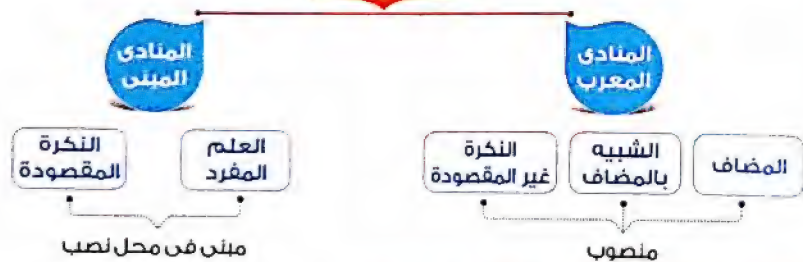 المنادى
المعرب
المنادى
المبنى
المضاف
الشبيه
بالمضاف
النكرة
غير المقصودة
العلم
المفرد
النكرة
المقصودة
منصوب
مبنى فى محل نصب